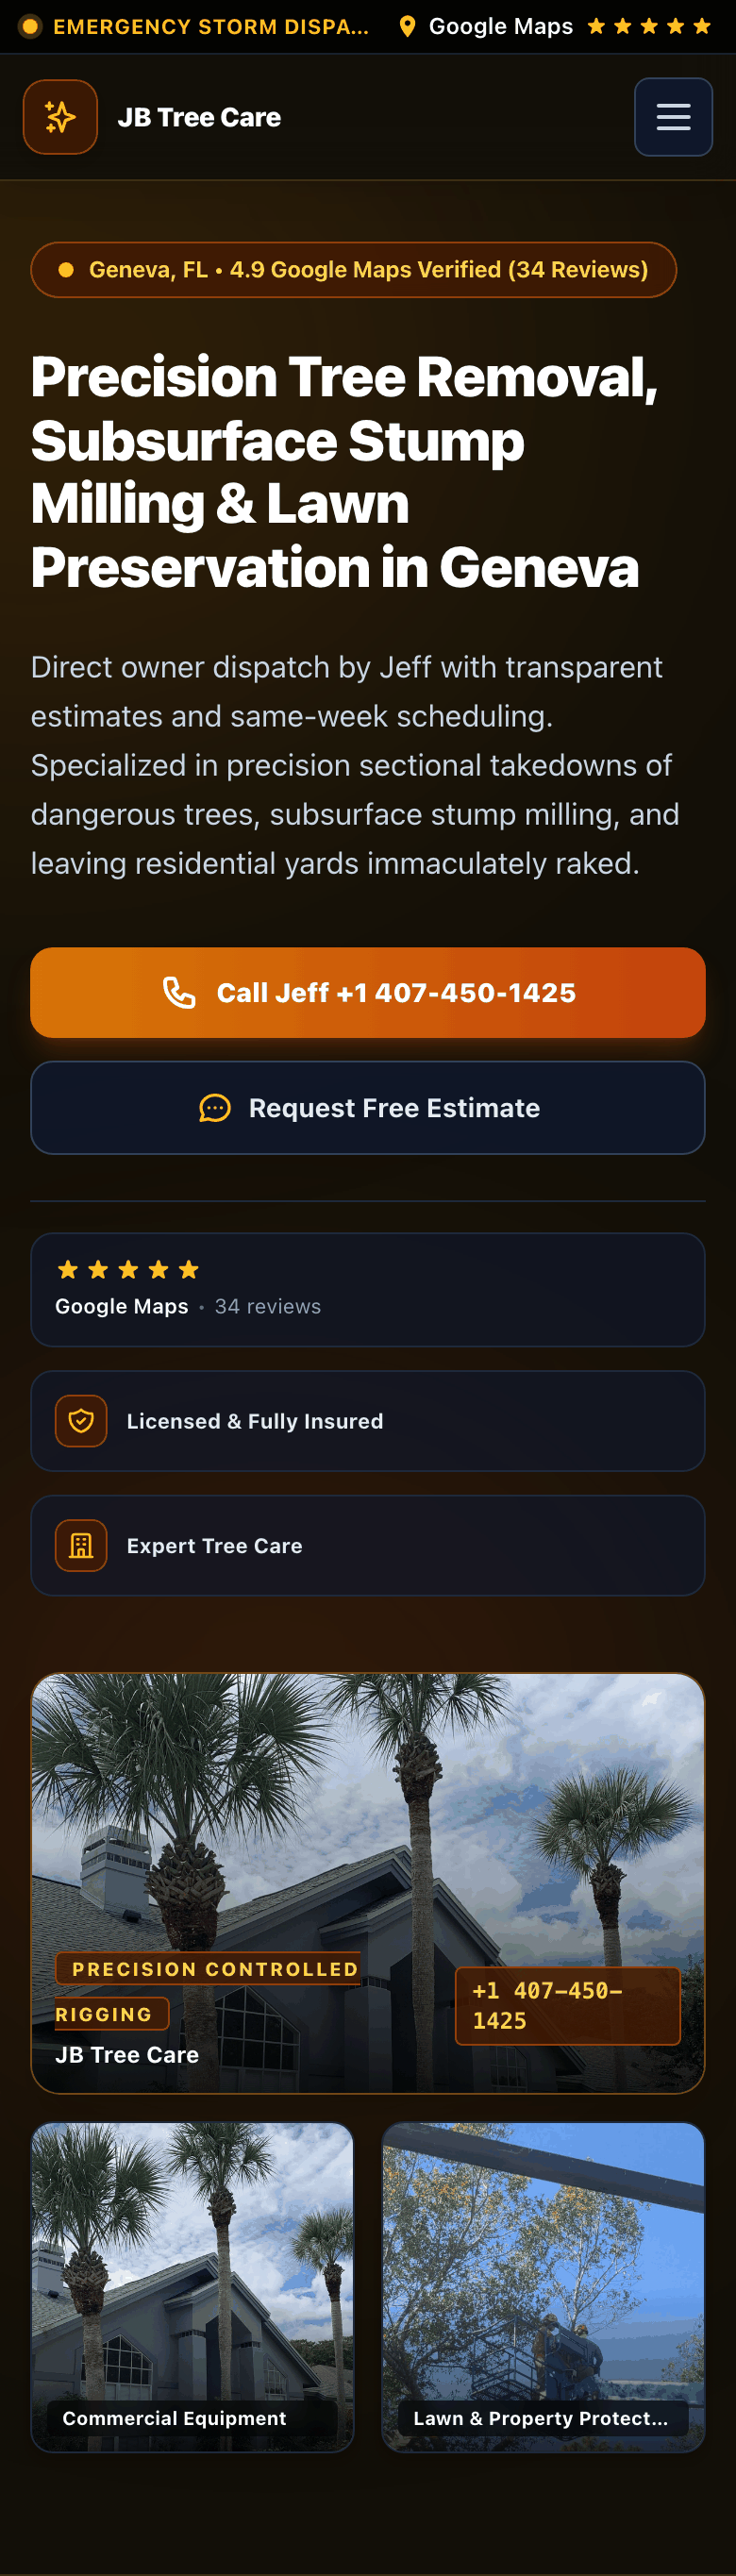 EMERGENCY STORM DISPA... Google Maps
JB Tree Care
Geneva, FL • 4.9 Google Maps Verified (34 Reviews)
Precision Tree Removal,
Subsurface Stump
Milling & Lawn
Preservation in Geneva
Direct owner dispatch by Jeff with transparent
estimates and same-week scheduling.
Specialized in precision sectional takedowns of
dangerous trees, subsurface stump milling, and
leaving residential yards immaculately raked.
Call Jeff +1 407-450-1425
Request Free Estimate
Google Maps • 34 reviews
Licensed & Fully Insured
Expert Tree Care
PRECISION CONTROLLED
RIGGING
JB Tree Care
+1 407-450-
1425
Commercial Equipment
Lawn & Property Protect...